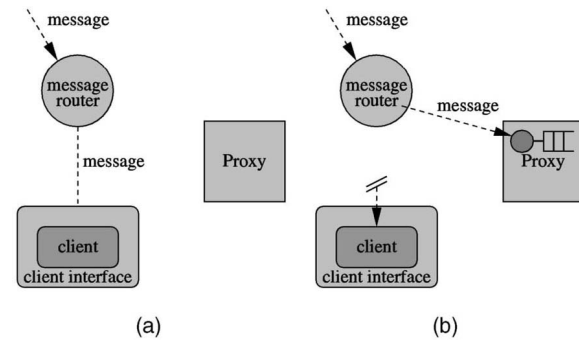 message
message
router
message
Proxy
client
client interface
(a)
message
message
router
message
Proxy
client
client interface
(b)